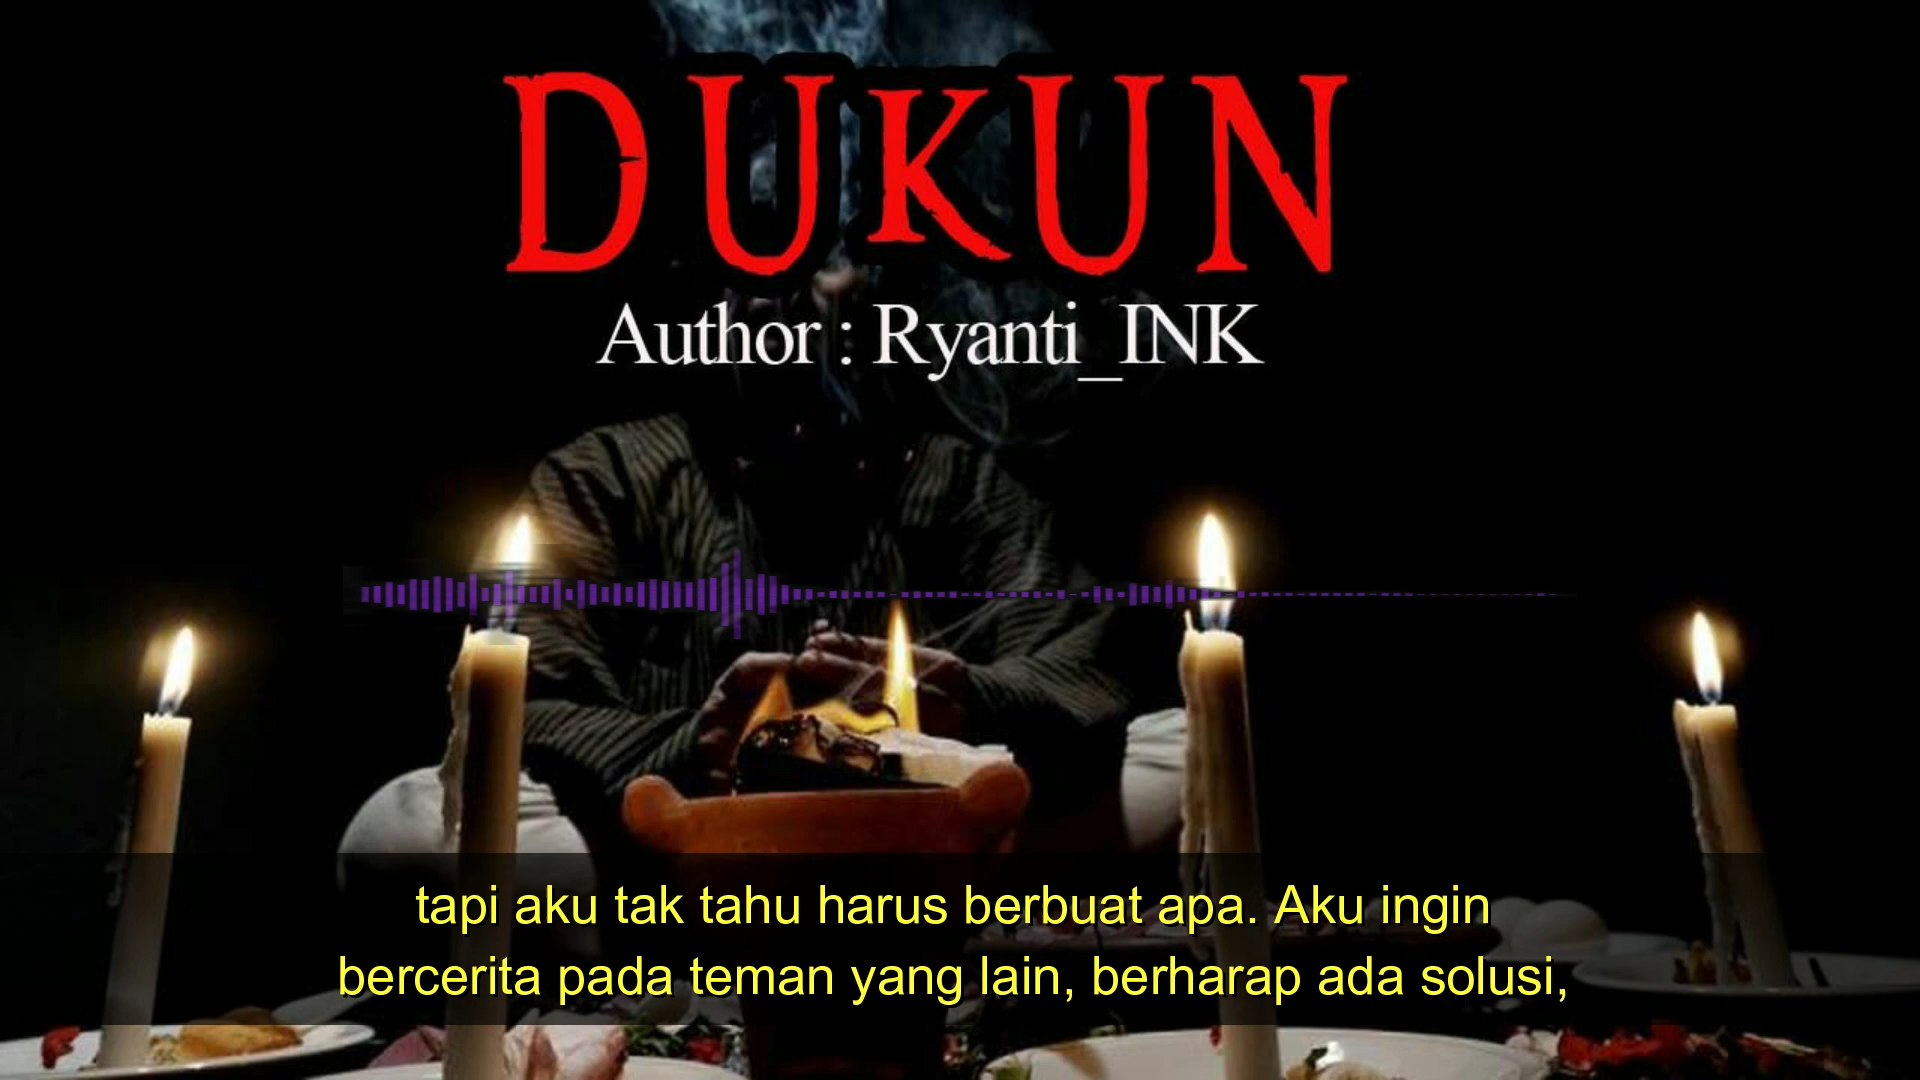 DUKUN
Author : Ryanti_INK
tapi aku tak tahu harus berbuat apa. Aku ingin
bercerita pada teman yang lain, berharap ada solusi,